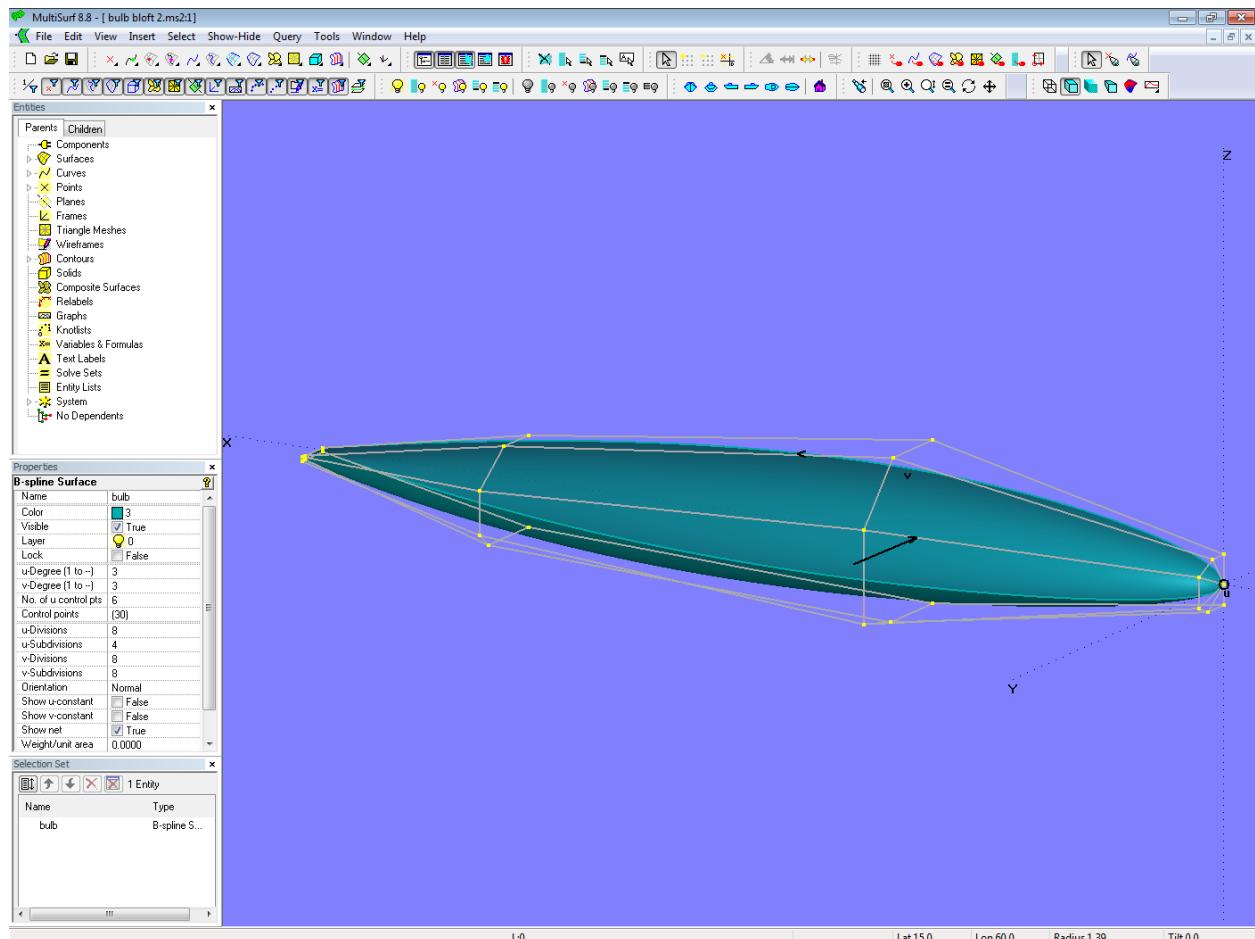 MultiSurf 8.8 - [ bulb bloft 2.ms2:1]
File Edit View Insert Select Show-Hide Query Tools Window Help
Entities
Parents Children
Components
Surfaces
Curves
Points
Planes
Frames
Triangle Meshes
Wireframes
Contours
Solids
Composite Surfaces
Relabels
Graphs
Knotlists
Variables & Formulas
Text Labels
Solve Sets
Entity Lists
System
No Dependents
Properties
B-spline Surface
Name bulb
Color 3
Visible True
Layer 0
Lock False
u-Degree (1 to --) 3
v-Degree (1 to --) 3
No. of u control pts 6
Control points (30)
u-Divisions 8
u-Subdivisions 4
v-Divisions 8
v-Subdivisions 8
Orientation Normal
Show u-constant False
Show v-constant False
Show net True
Weight/unit area 0.0000
Selection Set
1 Entity
Name Type
bulb B-spline S...
Z
X
v
u
Y
L:0 Lat 15.0 Lon 60.0 Radius 1.39 Tilt 0.0